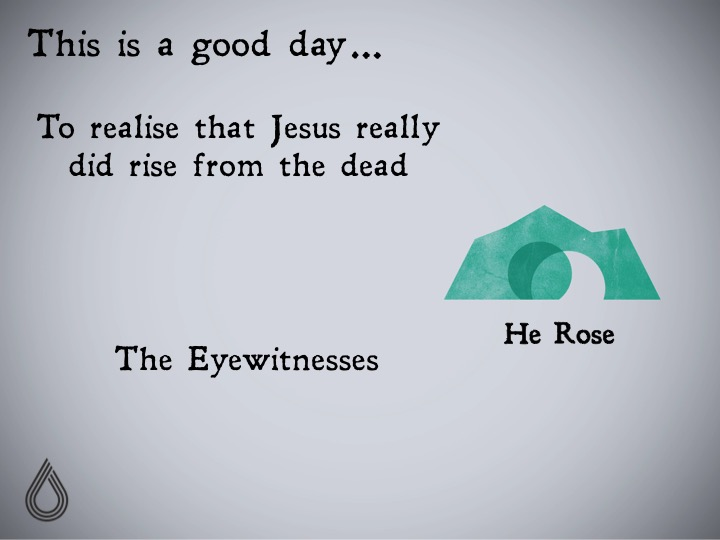 This is a good day...
To realise that Jesus really
did rise from the dead
He Rose
The Eyewitnesses